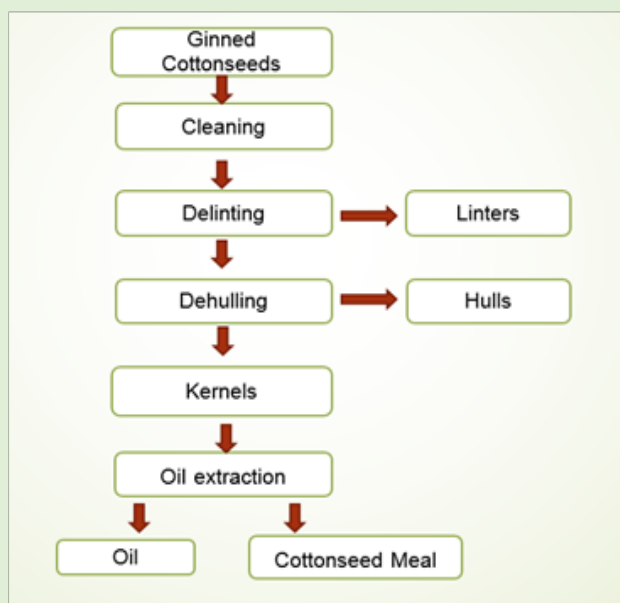 Ginned
Cottonseeds
Cleaning
Delinting
Linters
Dehulling
Hulls
Kernels
Oil extraction
Oil
Cottonseed Meal